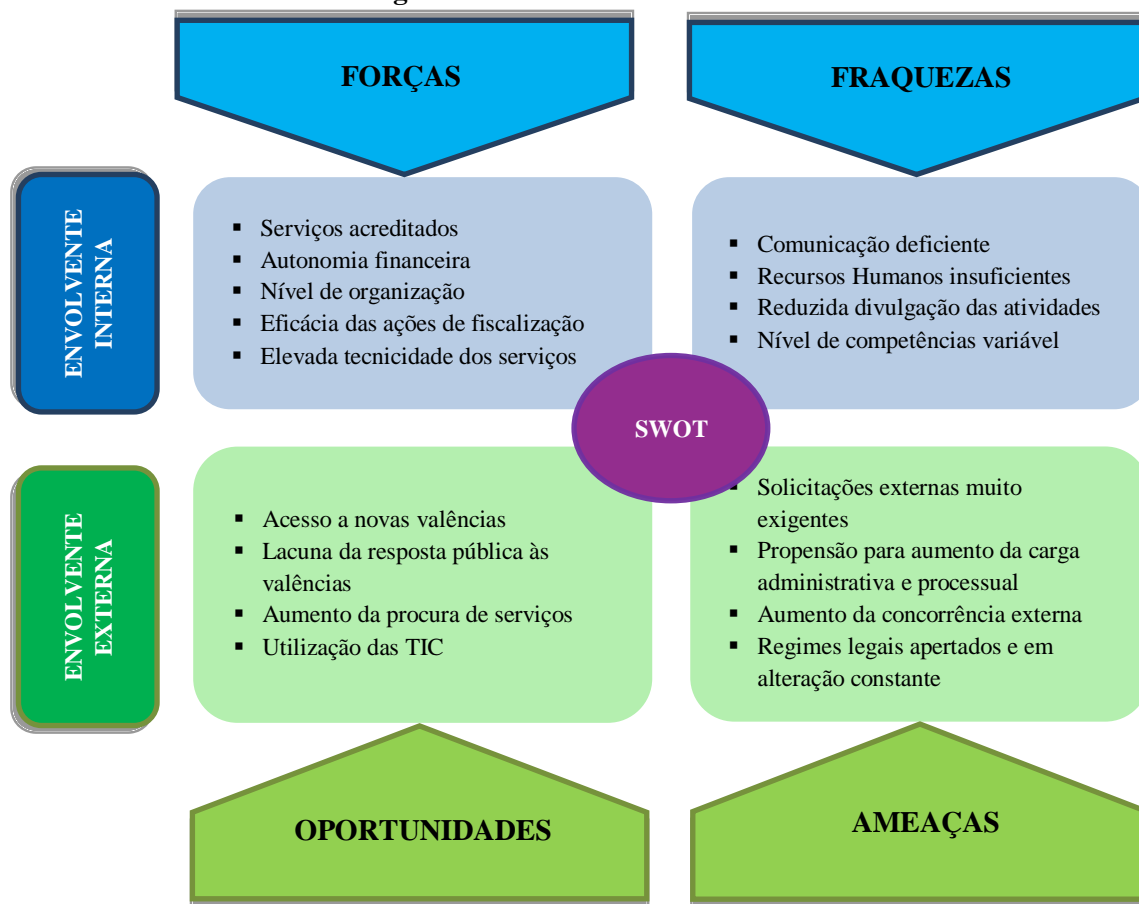 FORÇAS
FRAQUEZAS
ENVOLVENTE
INTERNA
▪ Serviços acreditados
▪ Autonomia financeira
▪ Nível de organização
▪ Eficácia das ações de fiscalização
▪ Elevada tecnicidade dos serviços
▪ Comunicação deficiente
▪ Recursos Humanos insuficientes
▪ Reduzida divulgação das atividades
▪ Nível de competências variável
SWOT
ENVOLVENTE
EXTERNA
▪ Acesso a novas valências
▪ Lacuna da resposta pública às
valências
▪ Aumento da procura de serviços
▪ Utilização das TIC
▪ Solicitações externas muito
exigentes
▪ Propensão para aumento da carga
administrativa e processual
▪ Aumento da concorrência externa
▪ Regimes legais apertados e em
alteração constante
OPORTUNIDADES
AMEAÇAS